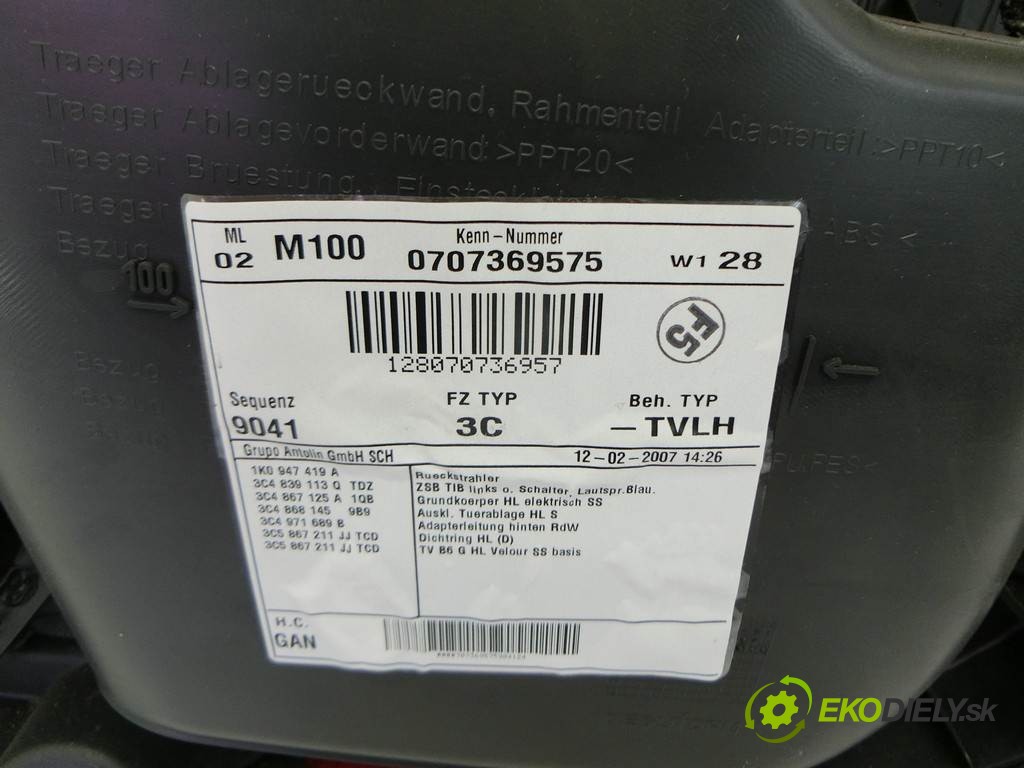 Traeger Ablagerueckwand, Rahmenteil Adapterteil :>PPT10<
Traeger Ablagevorderwand: >PPT20<
Traeger Bruestung,
Traeger ABS <
Bezug
100
Bezug
ML
02 M100
Kenn-Nummer
0707369575
W1 28
128070736957
F5
Sequenz
9041
FZ TYP
3C
Beh. TYP
-TVLH
Grupo Antolin GmbH SCH
12-02-2007 14:26
1K0 947 419 A
3C4 839 113 Q TDZ
3C4 867 125 A 1QB
3C4 868 145 9B9
3C4 971 689 B
3C5 867 211 JJ TCD
3C5 867 211 JJ TCD
Rueckstrahler
ZSB TIB links o. Schalter, Lautspr.Blau.
Grundkoerper HL elektrisch SS
Auskl. Tuerablage HL S
Adapterleitung hinten RdW
Dichtring HL (D)
TV B6 G HL Velour SS basis
H.C.
GAN
EKODIELY.sk